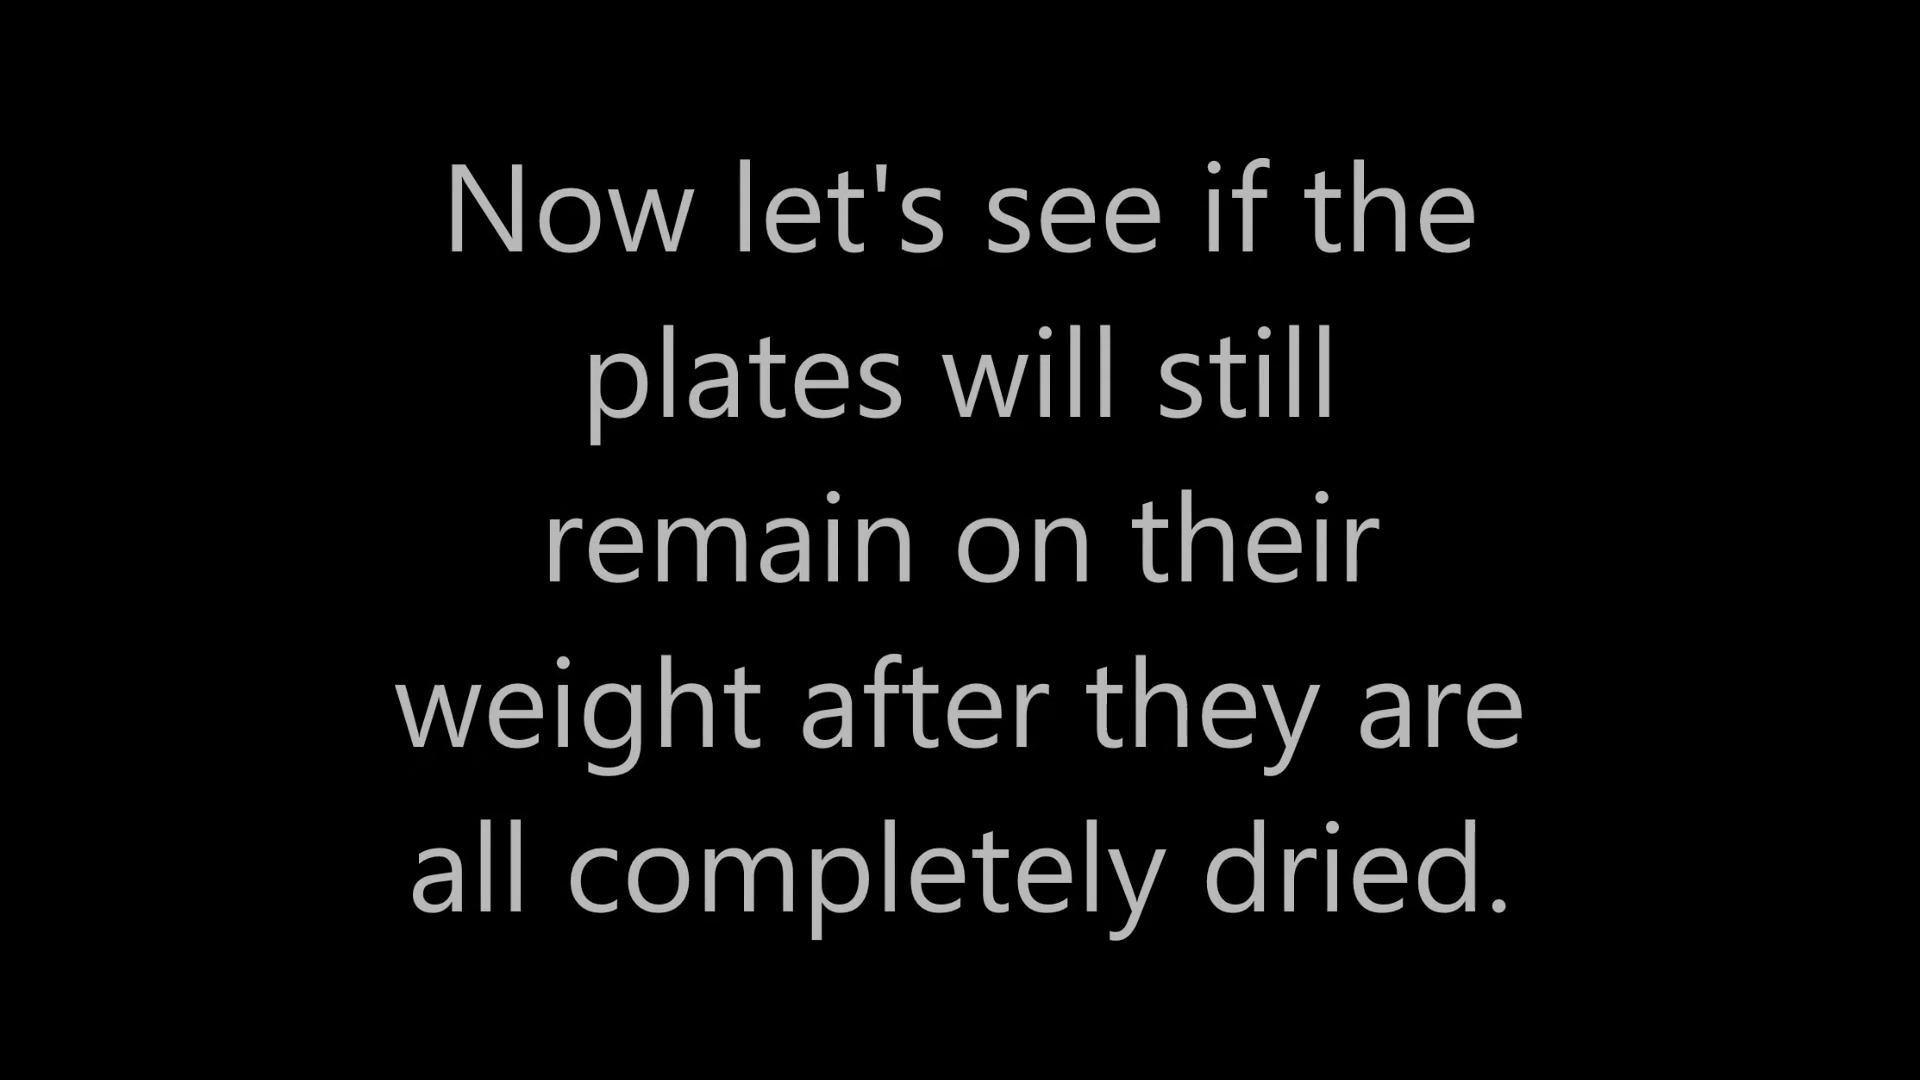 Now let's see if the
plates will still
remain on their
weight after they are
all completely dried.